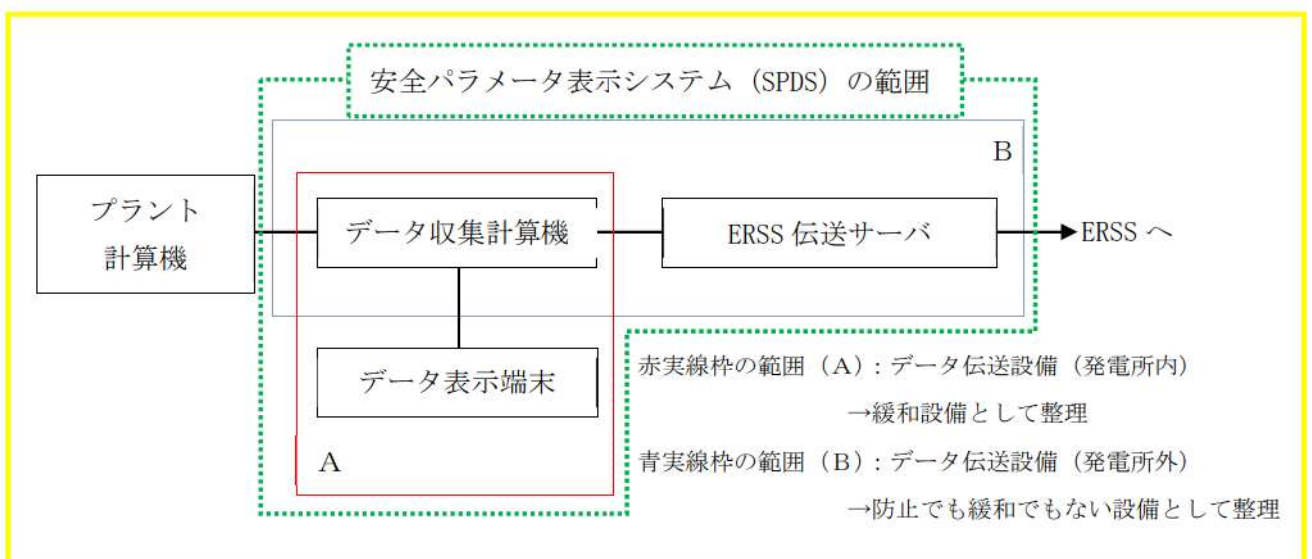 安全パラメータ表示システム（SPDS）の範囲
B
プラント
計算機
データ収集計算機
ERSS 伝送サーバ
ERSS へ
データ表示端末
A
赤実線枠の範囲（A）：データ伝送設備（発電所内）
→緩和設備として整理
青実線枠の範囲（B）：データ伝送設備（発電所外）
→防止でも緩和でもない設備として整理